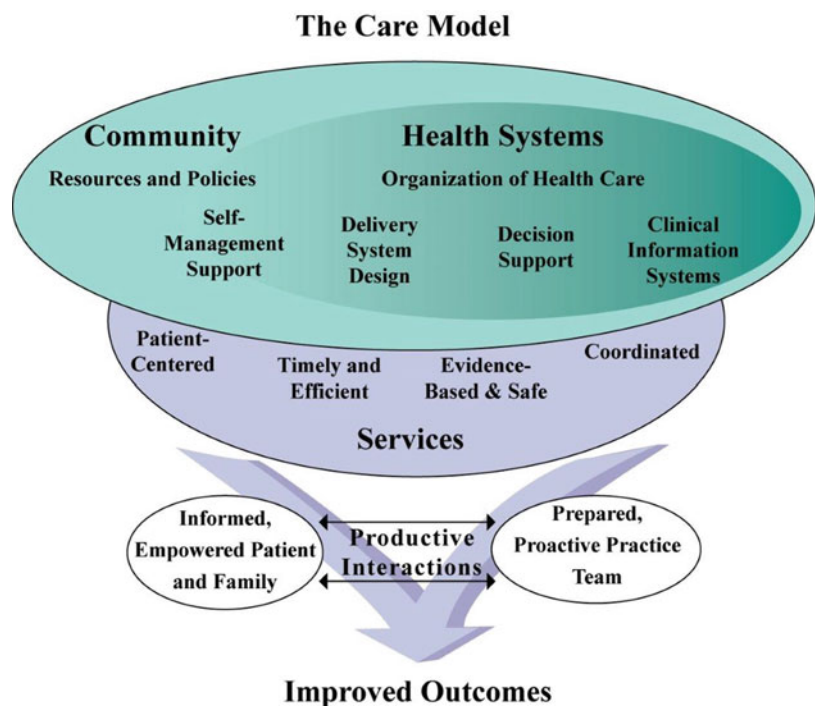 The Care Model
Community
Health Systems
Resources and Policies
Organization of Health Care
Self-
Management
Support
Delivery
System
Design
Decision
Support
Clinical
Information
Systems
Patient-
Centered
Timely and
Efficient
Evidence-
Based & Safe
Coordinated
Services
Informed,
Empowered Patient
and Family
Productive
Interactions
Prepared,
Proactive Practice
Team
Improved Outcomes